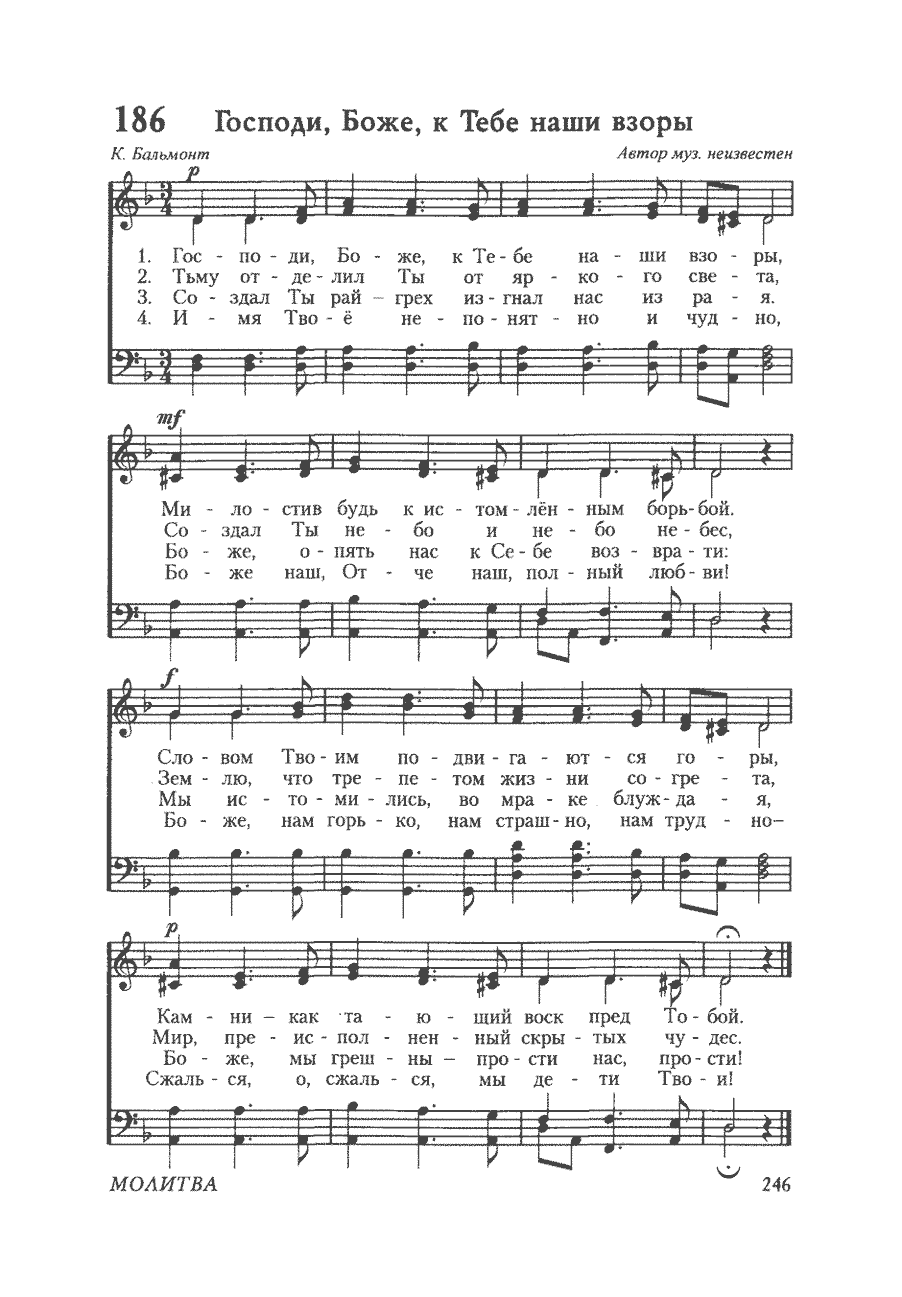 186 Господи, Боже, к Тебе наши взоры
К. Бальмонт Автор муз. неизвестен
p
1. Гос - по - ди, Бо - же, к Те - бе на - ши взо - ры,
2. Тьму от - де - лил Ты от яр - ко - го све - та,
3. Со - здал Ты рай – грех из - гнал нас из ра - я.
4. И - мя Тво - ё не - по - нят - но и чуд - но,
mf
Ми - ло - стив будь к ис - том - лён - ным борь - бой.
Со - здал Ты не - бо и не - бо не - бес,
Бо - же, о - пять нас к Се - бе воз - вра - ти:
Бо - же наш, От - че наш, пол - ный люб - ви!
f
Сло - вом Тво - им по - дви - га - ют - ся го - ры,
Зем - лю, что тре - пе - том жиз - ни со - гре - та,
Мы ис - то - ми - лись, во мра - ке блуж - да - я,
Бо - же, нам горь - ко, нам страш - но, нам труд - но–
p
Кам - ни – как та - ю - щий воск пред То - бой.
Мир, пре - ис - пол - нен - ный скры - тых чу - дес.
Бо - же, мы греш - ны – про - сти нас, про - сти!
Сжаль - ся, о, сжаль - ся, мы де - ти Тво - и!
МОЛИТВА 246